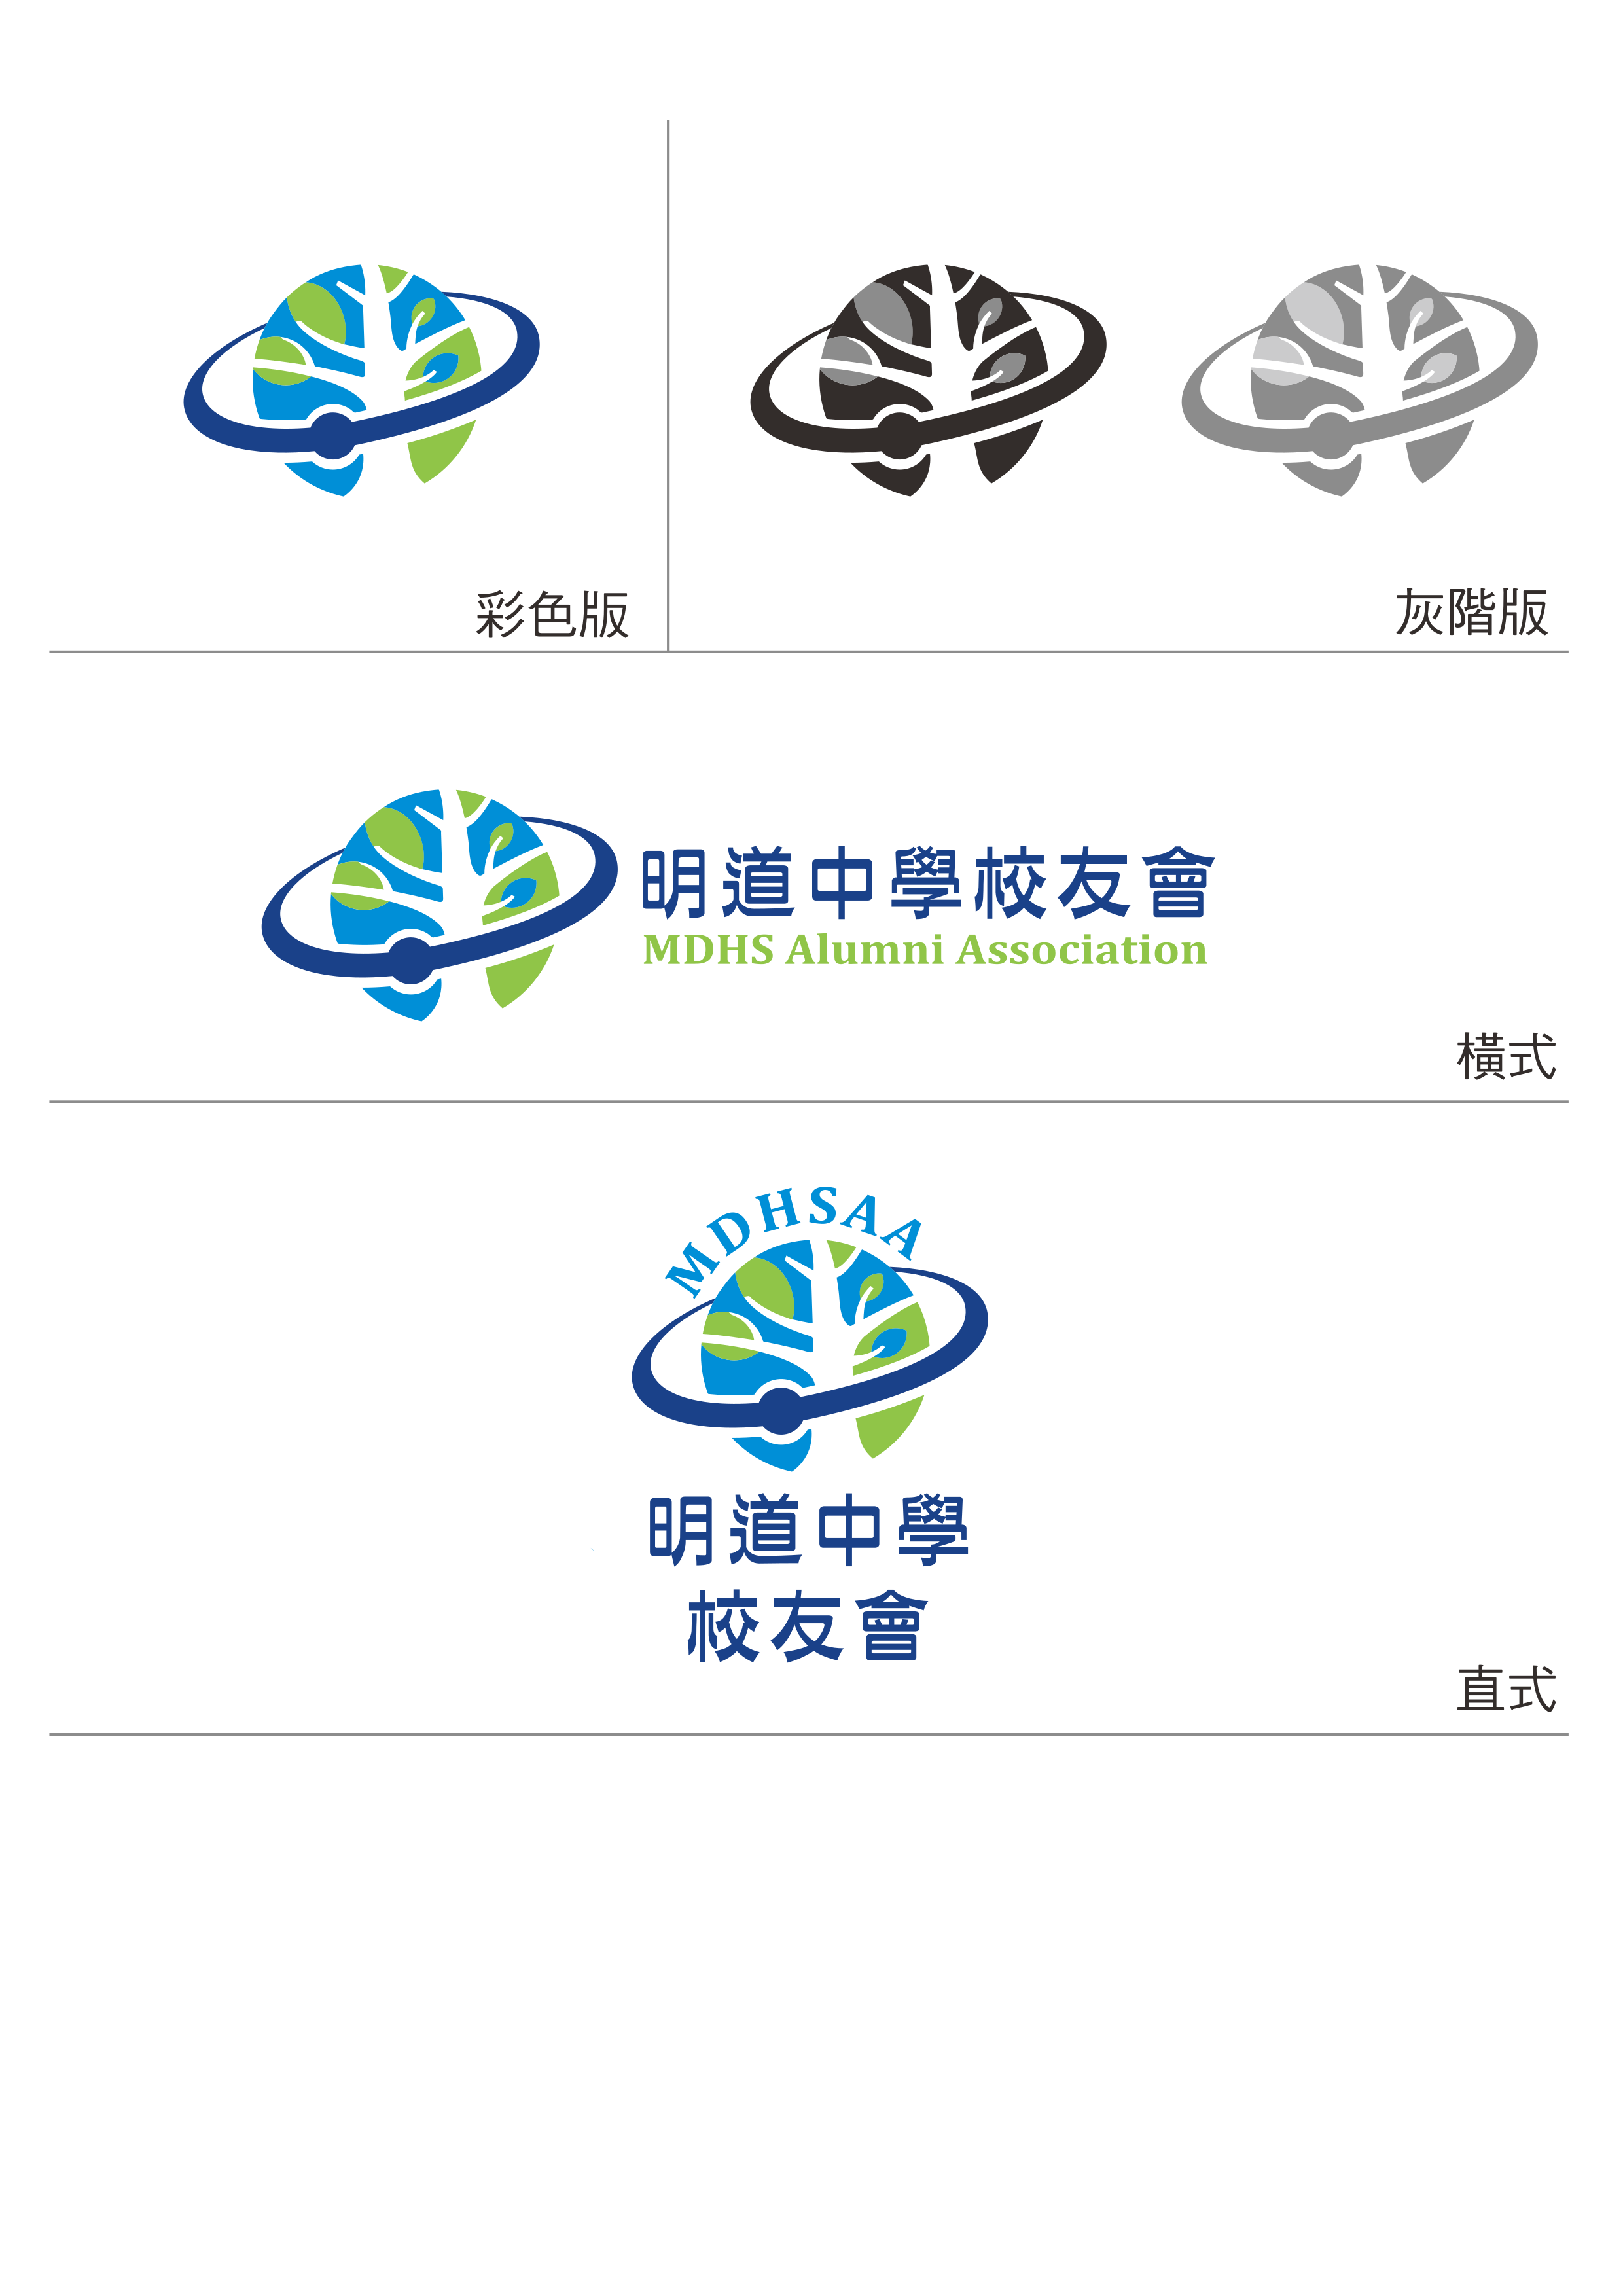 彩色版
灰階版
明道中學校友會
MDHS Alumni Association
橫式
MDHSAA
明道中學
校友會
直式